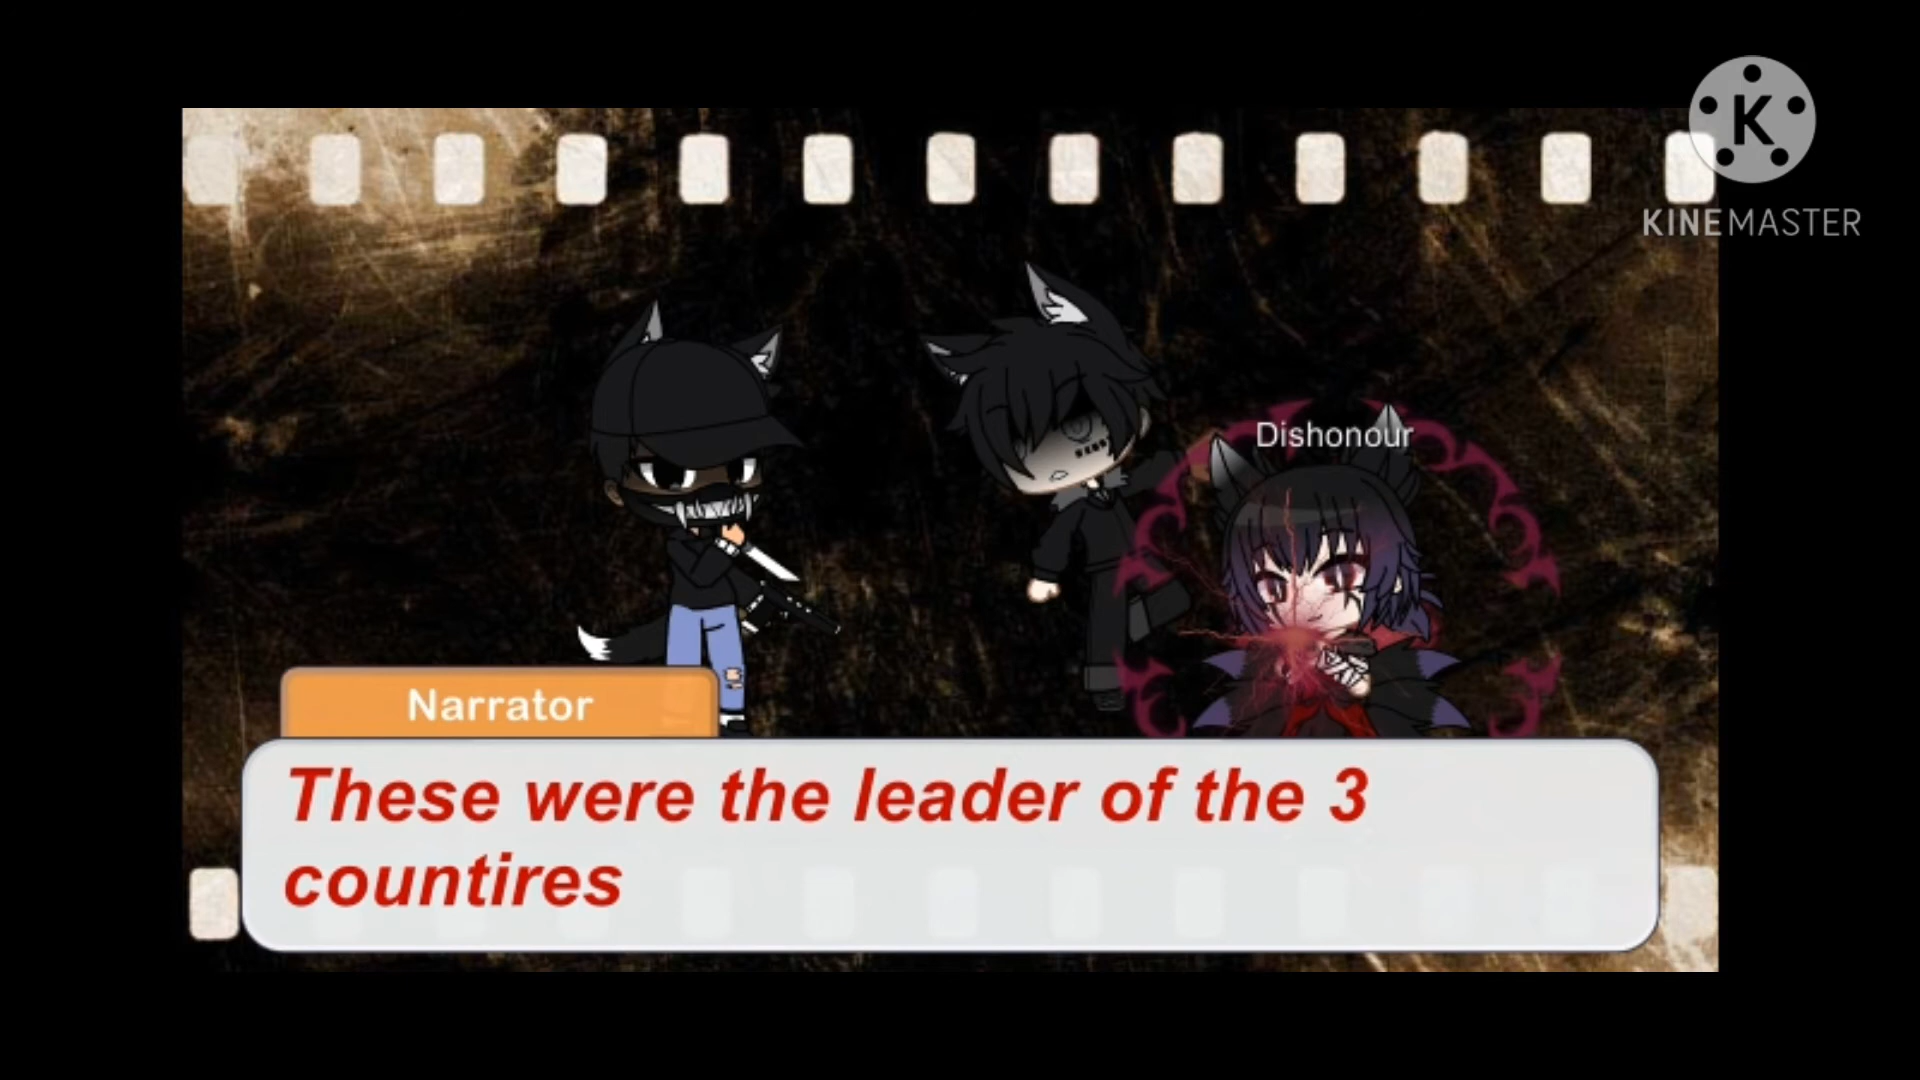 K
KINEMASTER
Dishonour
Narrator
These were the leader of the 3
countires